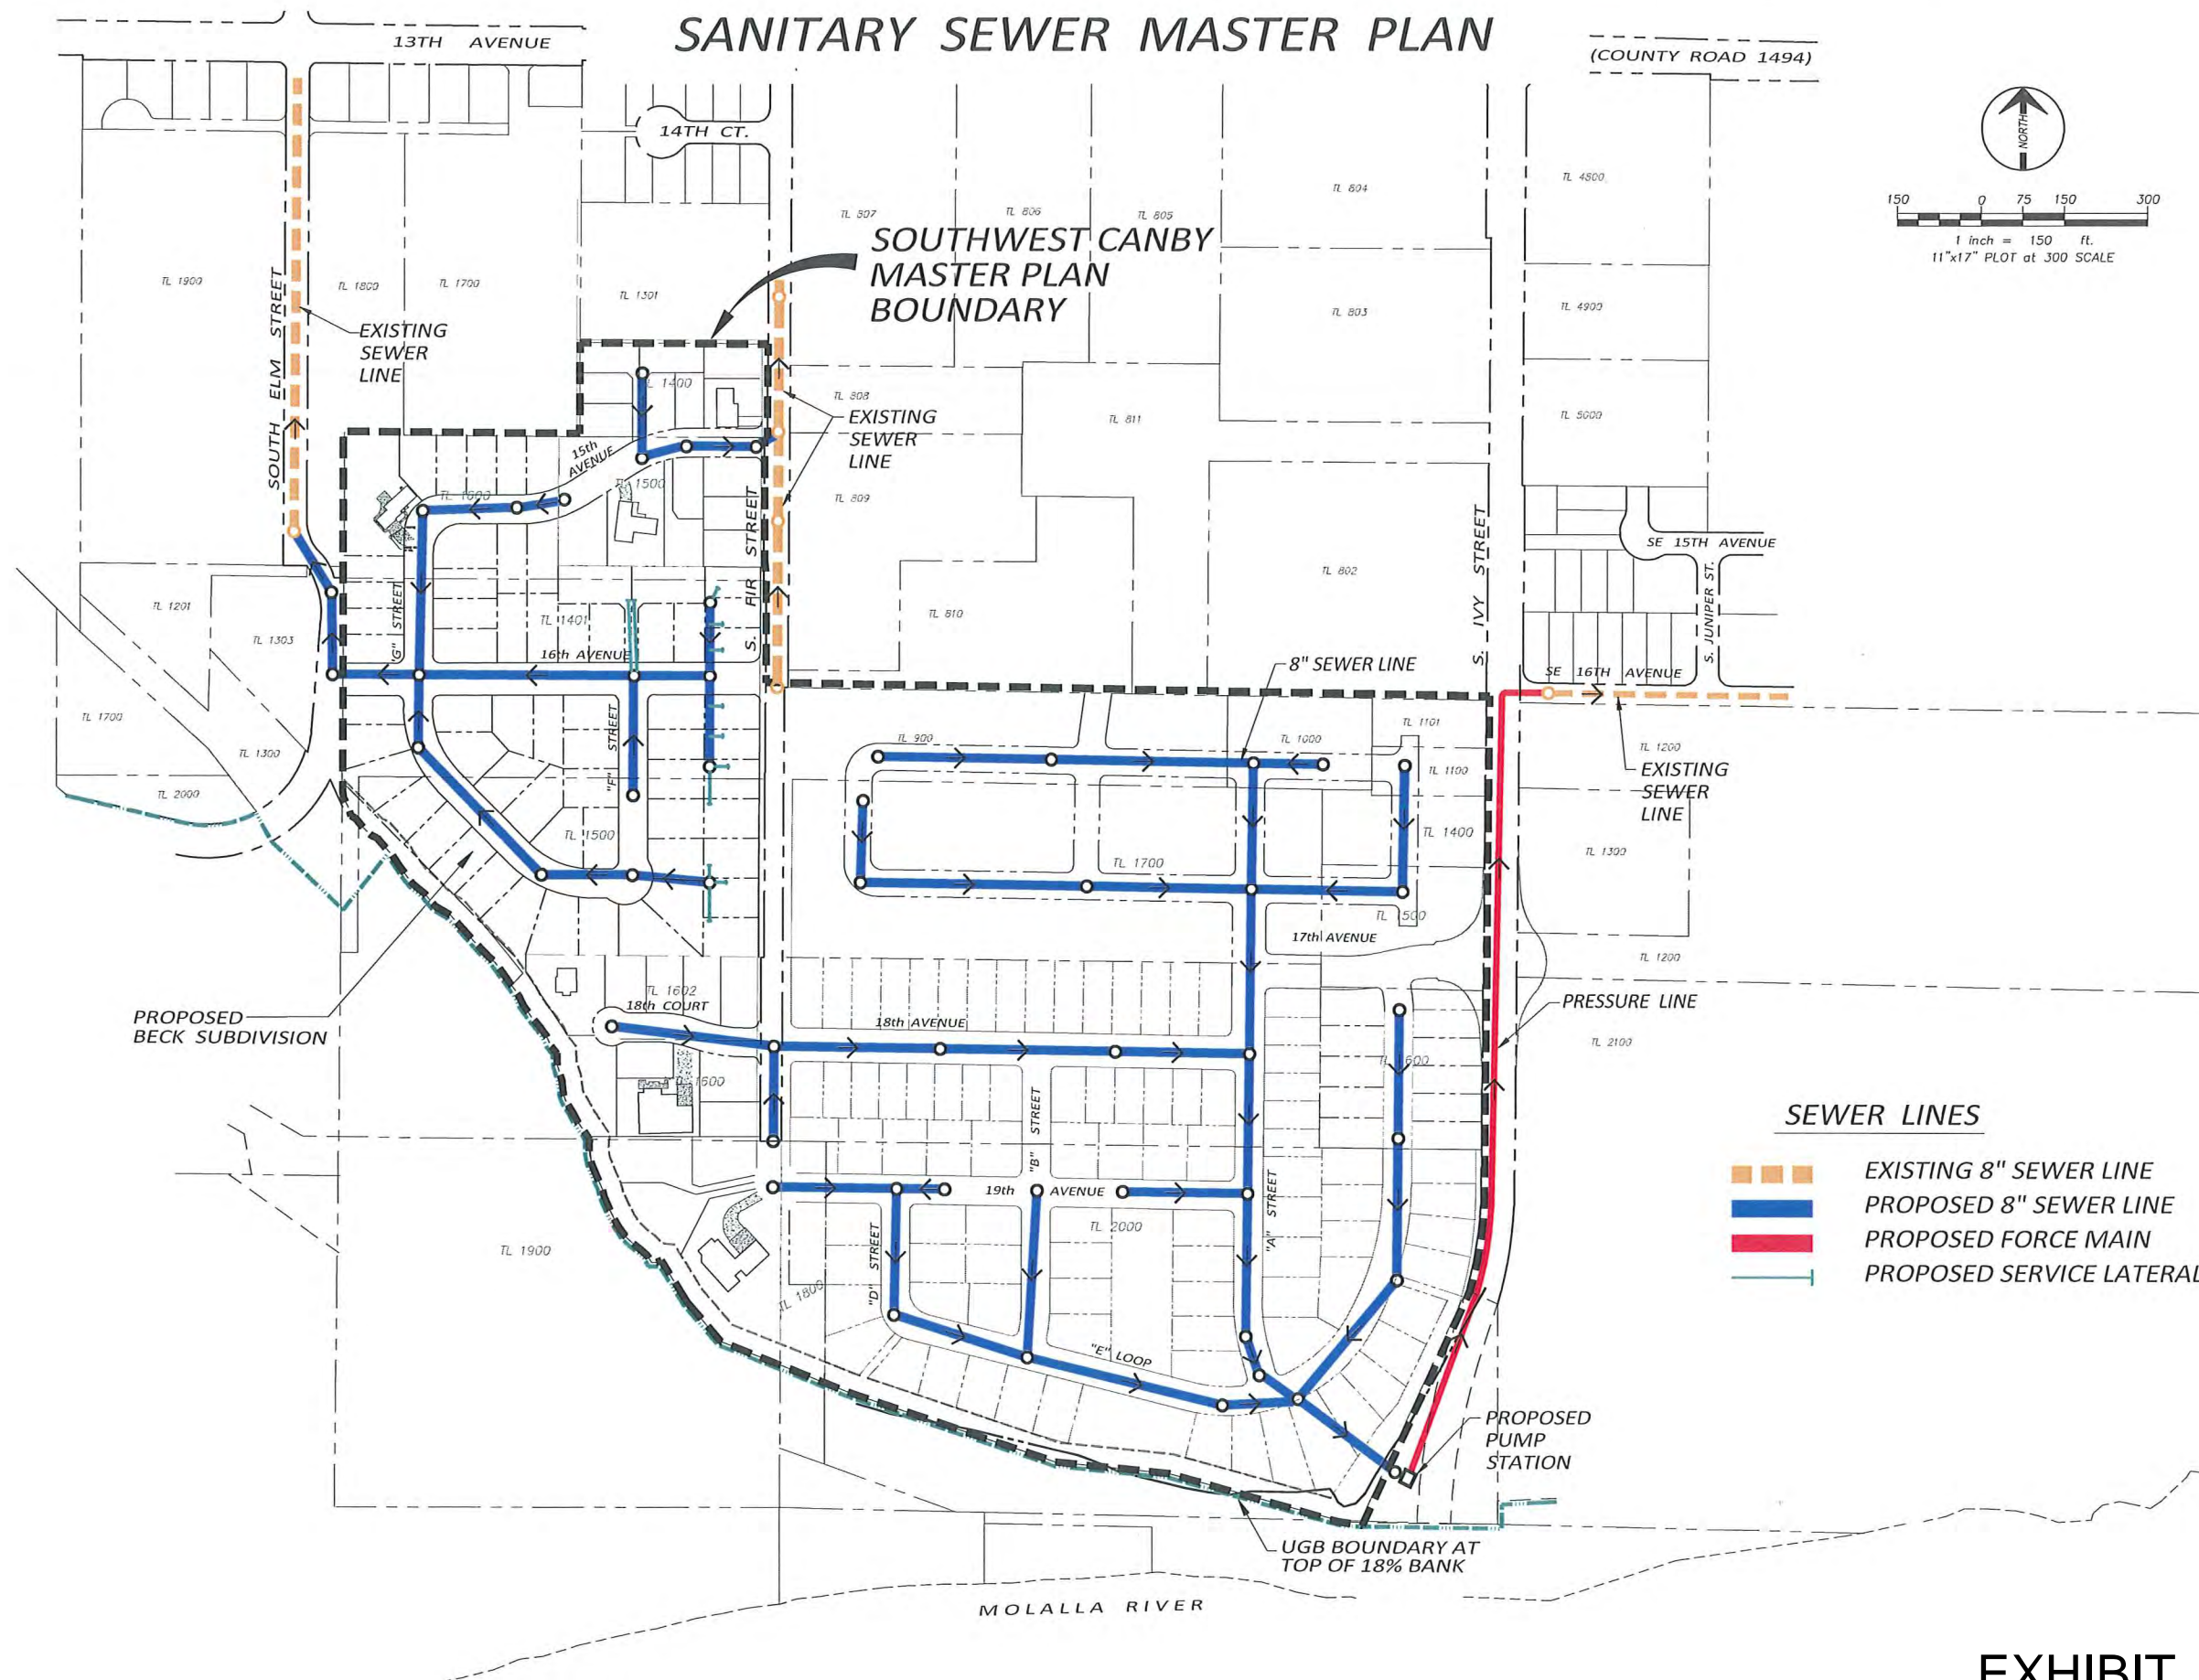 SANITARY SEWER MASTER PLAN
13TH AVENUE
(COUNTY ROAD 1494)
14TH CT.
NORTH
150 0 75 150 300
1 inch = 150 ft.
11"x17" PLOT at 300 SCALE
TL 804
TL 4800
TL 807
TL 806
TL 805
SOUTHWEST CANBY
MASTER PLAN
BOUNDARY
TL 1900
SOUTH ELM STREET
TL 1800
TL 1700
TL 1301
TL 803
TL 4900
EXISTING
SEWER
LINE
TL 1400
TL 808
EXISTING
SEWER
LINE
TL 811
TL 5000
15th
AVENUE
TL 1600
TL 1500
TL 809
S. FIR STREET
S. IVY STREET
SE 15TH AVENUE
S. JUNIPER ST.
TL 802
TL 1201
TL 1303
"G" STREET
TL 1401
TL 810
16th AVENUE
8" SEWER LINE
SE 16TH AVENUE
TL 1700
TL 1300
"F" STREET
TL 900
TL 1000
TL 1101
TL 1100
TL 1200
EXISTING
SEWER
LINE
TL 2000
TL 1500
TL 1700
TL 1400
TL 1300
TL 1500
17th AVENUE
TL 1200
TL 1602
18th COURT
PROPOSED
BECK SUBDIVISION
18th AVENUE
PRESSURE LINE
TL 2100
TL 1600
"B" STREET
SEWER LINES
EXISTING 8" SEWER LINE
PROPOSED 8" SEWER LINE
PROPOSED FORCE MAIN
PROPOSED SERVICE LATERAL
19th AVENUE
"A" STREET
TL 2000
TL 1900
"D" STREET
TL 1800
"E" LOOP
PROPOSED
PUMP
STATION
UGB BOUNDARY AT
TOP OF 18% BANK
MOLALLA RIVER
EXHIBIT